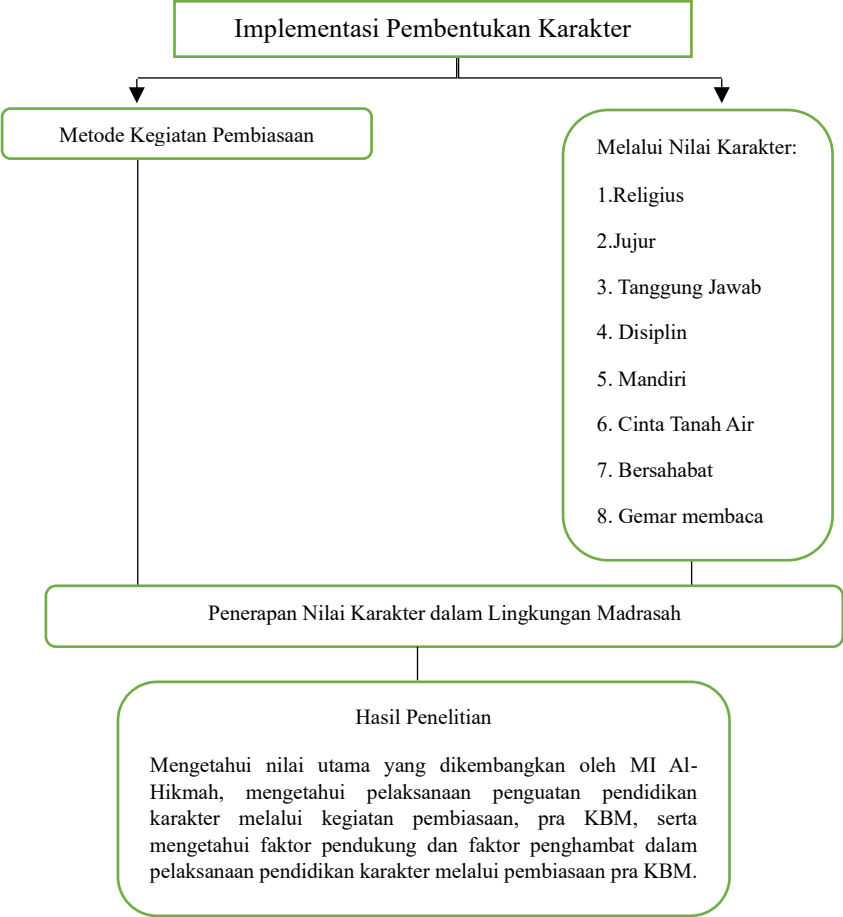 Implementasi Pembentukan Karakter
Metode Kegiatan Pembiasaan
Melalui Nilai Karakter:
1.Religius
2.Jujur
3. Tanggung Jawab
4. Disiplin
5. Mandiri
6. Cinta Tanah Air
7. Bersahabat
8. Gemar membaca
Penerapan Nilai Karakter dalam Lingkungan Madrasah
Hasil Penelitian
Mengetahui nilai utama yang dikembangkan oleh MI Al-
Hikmah, mengetahui pelaksanaan penguatan pendidikan
karakter melalui kegiatan pembiasaan, pra KBM, serta
mengetahui faktor pendukung dan faktor penghambat dalam
pelaksanaan pendidikan karakter melalui pembiasaan pra KBM.